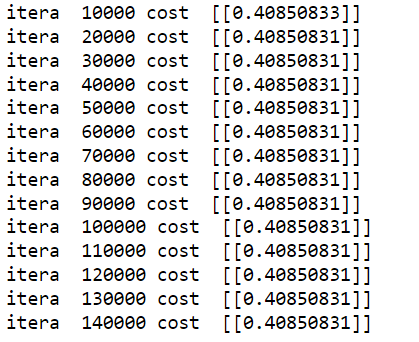 itera  10000 cost  [[0.40850833]]
itera  20000 cost  [[0.40850831]]
itera  30000 cost  [[0.40850831]]
itera  40000 cost  [[0.40850831]]
itera  50000 cost  [[0.40850831]]
itera  60000 cost  [[0.40850831]]
itera  70000 cost  [[0.40850831]]
itera  80000 cost  [[0.40850831]]
itera  90000 cost  [[0.40850831]]
itera  100000 cost  [[0.40850831]]
itera  110000 cost  [[0.40850831]]
itera  120000 cost  [[0.40850831]]
itera  130000 cost  [[0.40850831]]
itera  140000 cost  [[0.40850831]]